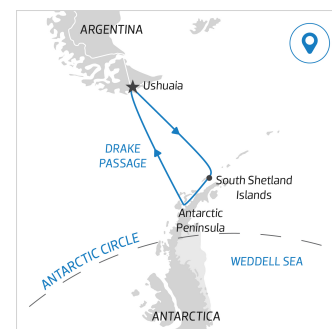 ARGENTINA
Ushuaia
DRAKE
PASSAGE
South Shetland
Islands
Antarctic
Peninsula
ANTARCTIC CIRCLE
WEDDELL SEA
ANTARCTICA